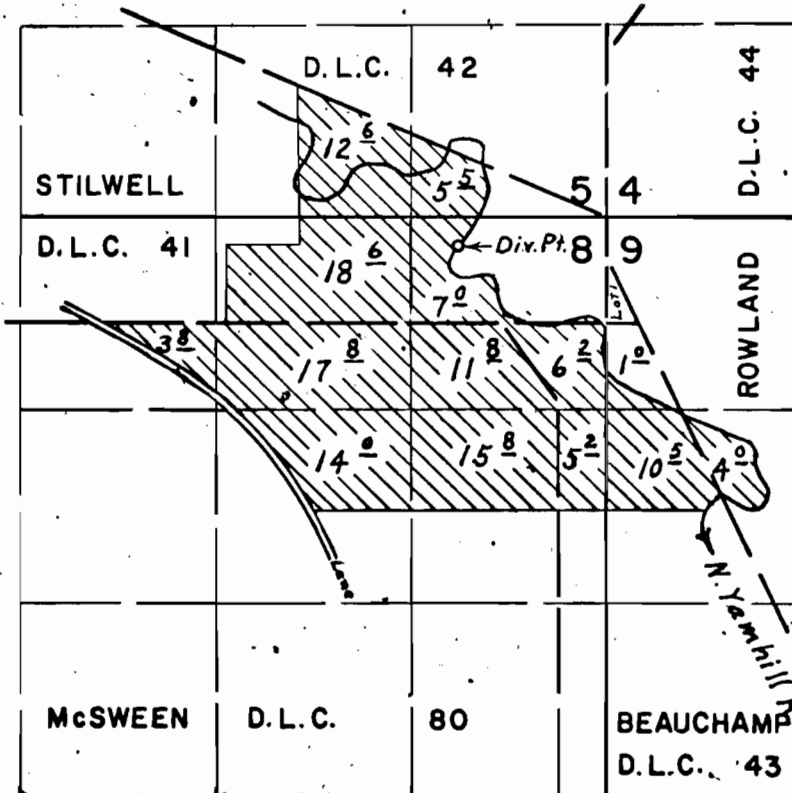 D.L.C. 42
D.L.C. 44
12 6
STILWELL
5 5
5 4
D.L.C. 41
Div. Pt.
8 9
18 6
7 0
LOT 1
ROWLAND
3 8
17 8
11 8
6 2
1 0
14 0
15 8
5 2
10 5
4 0
Lane
N. Yamhill R
McSWEEN D.L.C. 80
BEAUCHAMP
D.L.C. 43